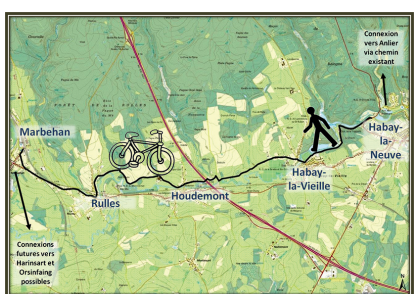 Connexion
vers Anlier
via chemin
existant
Marbehan
Habay-
la-
Neuve
Habay-
la-Vieille
Rulles
Houdemont
Connexions
futures vers
Harinsart et
Orsinfaing
possibles
N